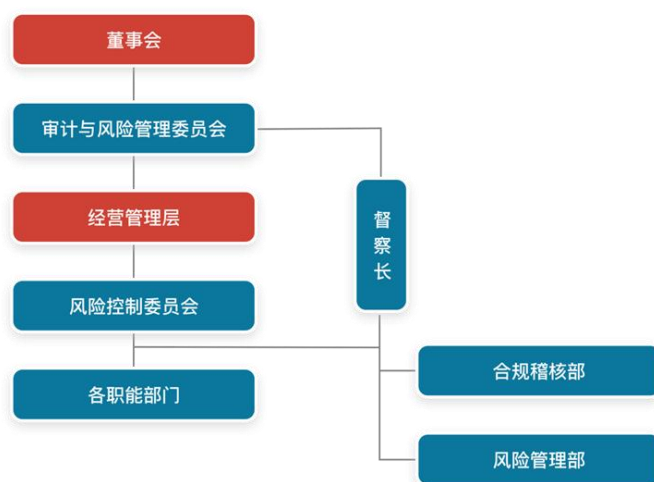 董事会
审计与风险管理委员会
经营管理层
督察长
风险控制委员会
合规稽核部
各职能部门
风险管理部